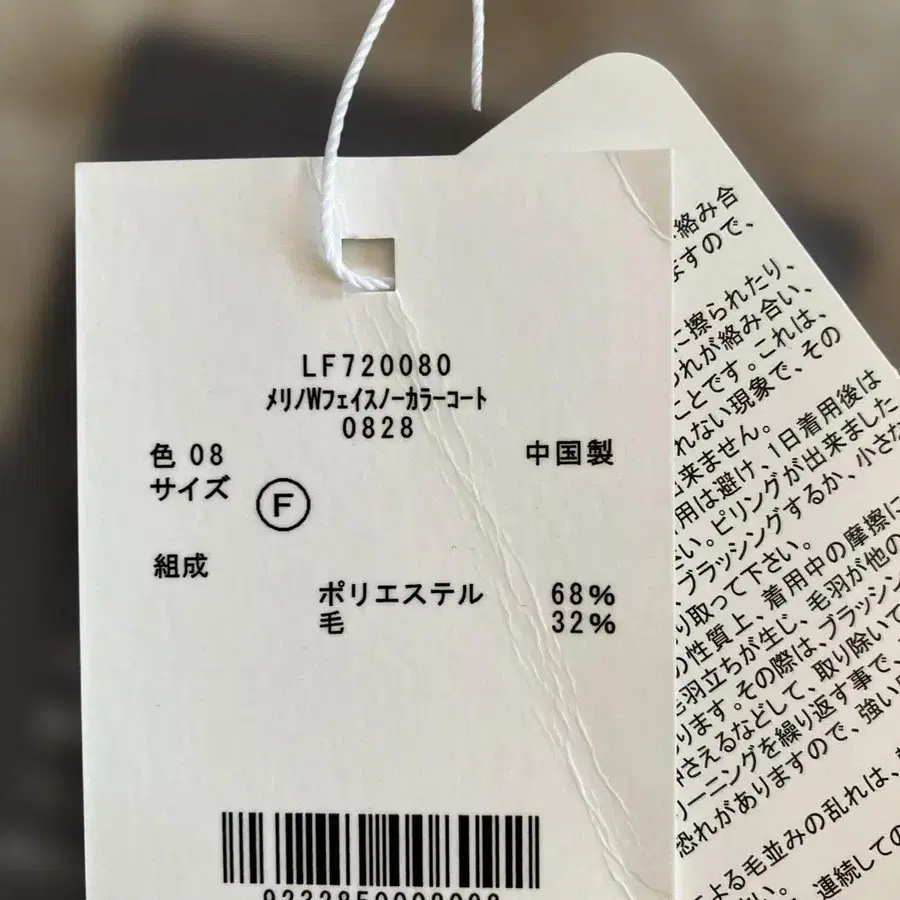 LF720080
メリノWフェイスノーカラーコート
0828
色 08
中国製
サイズ
F
組成
ポリエステル 68%
毛 32%
絡み合
ますので、
に擦られたり、
られが絡み合い、
ことです。これは、
れない現象で、その
出来ません。
用は避け、1日着用後は
い。ピリングが出来ました
ブラッシングするか、小さな
り取って下さい。
の性質上、着用中の摩擦に
毛羽立ちが生じ、毛羽が他の
ります。その際は、ブラッシン
押さえるなどして、取り除いて
リーニングを繰り返す事で、
恐れがありますので、強い
による毛並みの乱れは、
連続しての